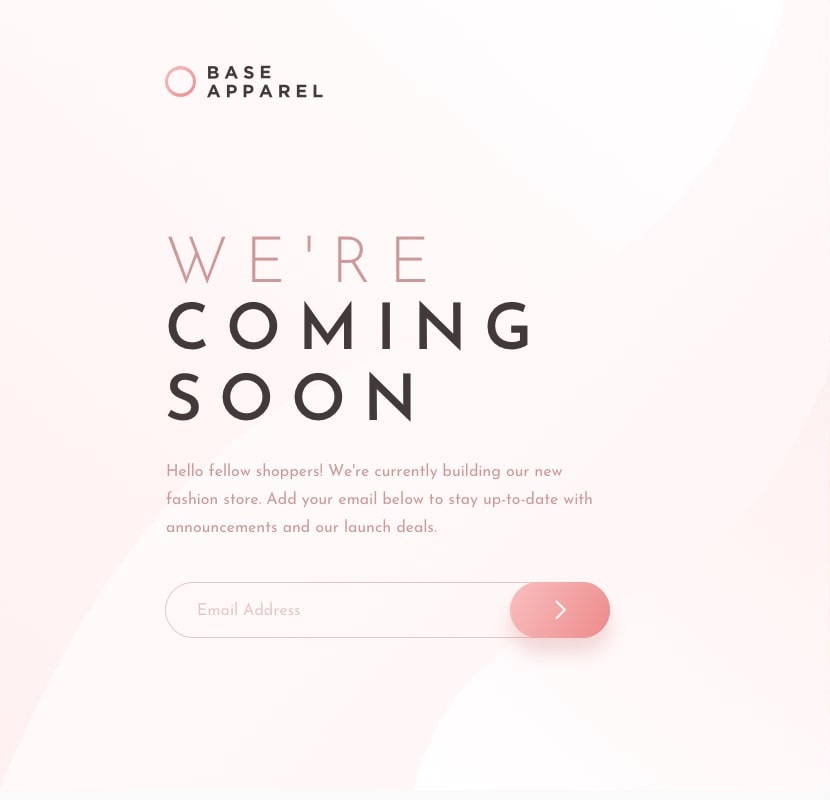 BASE
APPAREL
WE'RE
COMING
SOON
Hello fellow shoppers! We're currently building our new
fashion store. Add your email below to stay up-to-date with
announcements and our launch deals.
Email Address